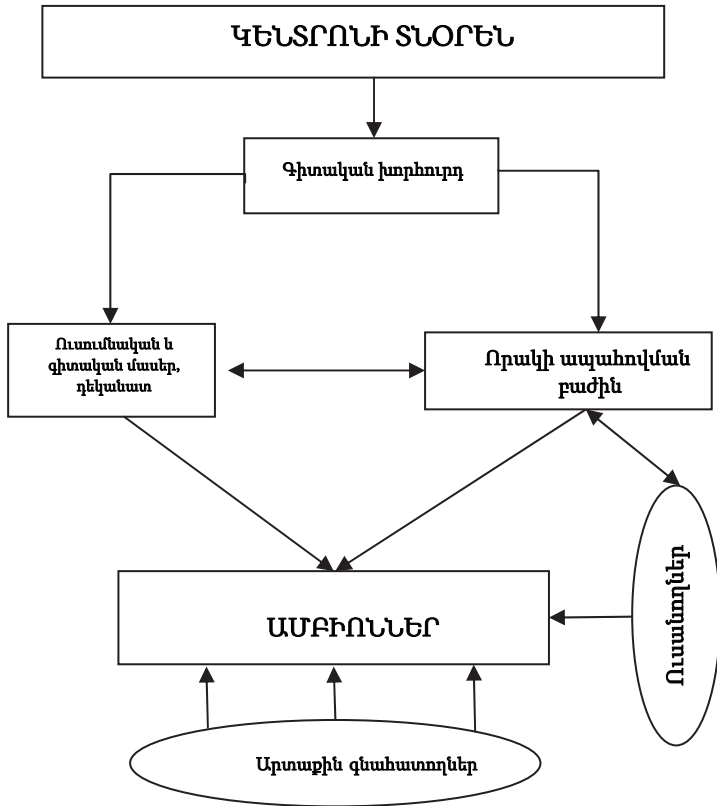 ԿԵՆՏՐՈՆԻ ՏՆՕՐԵՆ
Գիտական խորհուրդ
Ուսումնական և
գիտական մասեր,
դեկանատ
Որակի ապահովման
բաժին
Ուսանողներ
ԱՄԲԻՈՆՆԵՐ
Արտաքին գնահատողներ